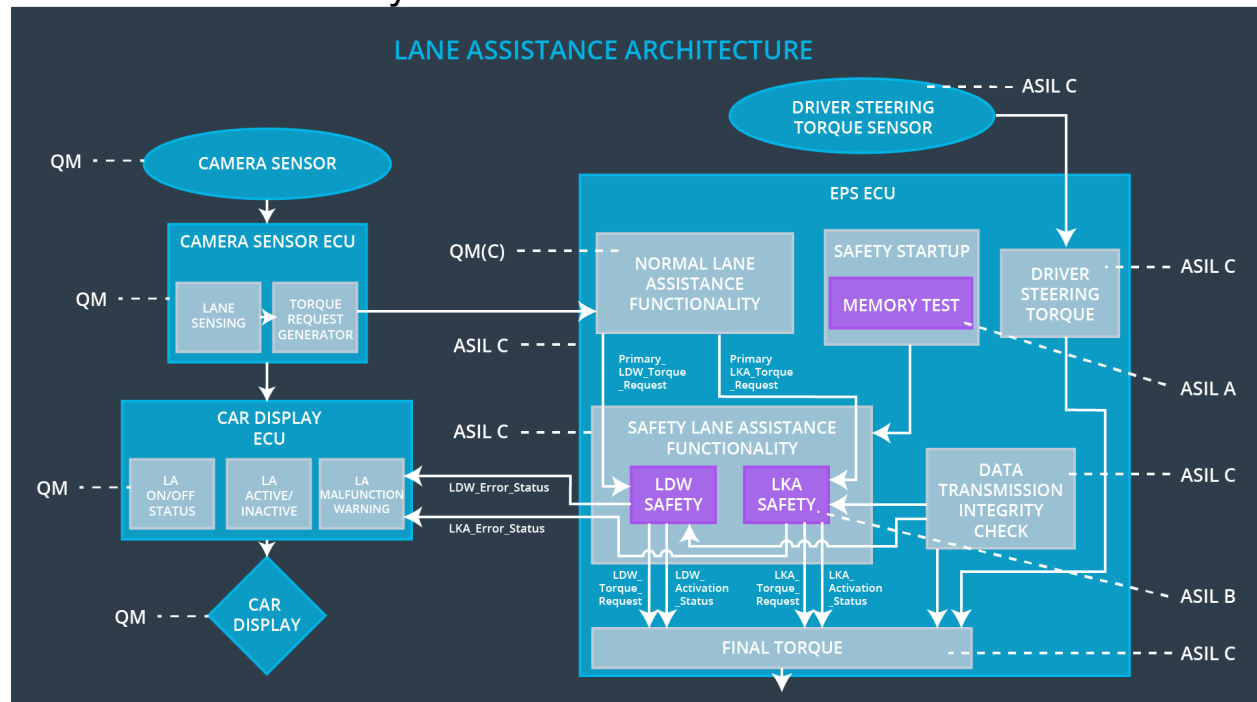 LANE ASSISTANCE ARCHITECTURE
ASIL C
DRIVER STEERING
TORQUE SENSOR
QM
CAMERA SENSOR
EPS ECU
CAMERA SENSOR ECU
QM(C)
NORMAL LANE
ASSISTANCE
FUNCTIONALITY
SAFETY STARTUP
MEMORY TEST
DRIVER
STEERING
TORQUE
ASIL C
QM
LANE
SENSING
TORQUE
REQUEST
GENERATOR
ASIL C
Primary_
LDW_Torque
_Request
Primary
LKA_Torque
_Request
ASIL A
CAR DISPLAY
ECU
ASIL C
SAFETY LANE ASSISTANCE
FUNCTIONALITY
QM
LA
ON/OFF
STATUS
LA
ACTIVE/
INACTIVE
LA
MALFUNCTION
WARNING
LDW_Error_Status
LKA_Error_Status
LDW
SAFETY
LKA
SAFETY
DATA
TRANSMISSION
INTEGRITY
CHECK
ASIL C
LDW_
Torque_
Request
LDW_
Activation
_Status
LKA_
Torque_
Request
LKA_
Activation
_Status
ASIL B
QM
CAR
DISPLAY
FINAL TORQUE
ASIL C